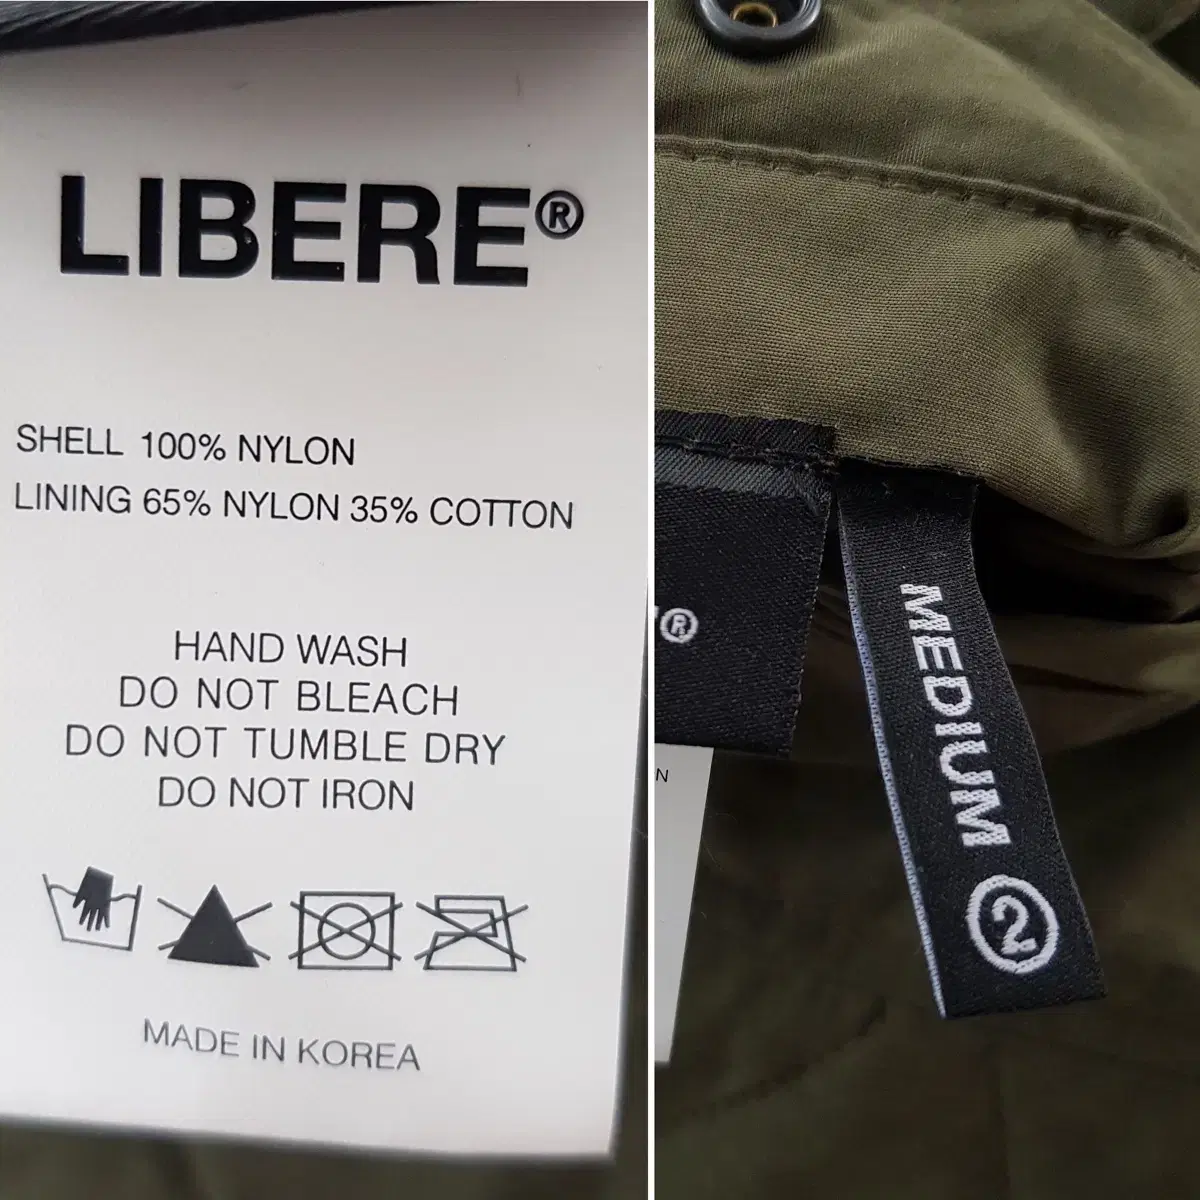 LIBERE®
SHELL 100% NYLON
LINING 65% NYLON 35% COTTON
HAND WASH
DO NOT BLEACH
DO NOT TUMBLE DRY
DO NOT IRON
MADE IN KOREA
®
N
MEDIUM ②